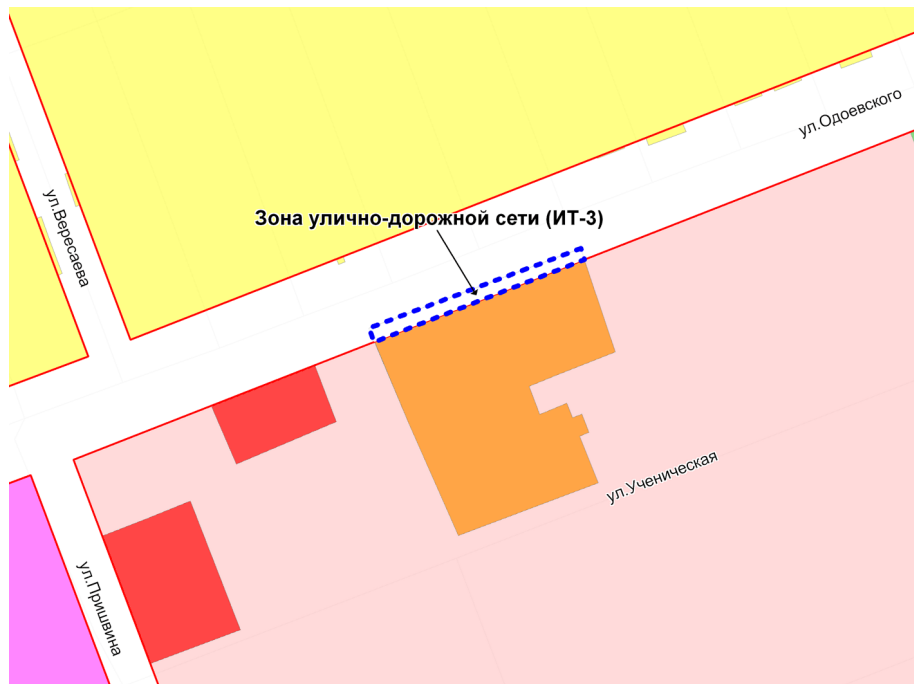 ул.Одоевского
ул.Вересаева
Зона улично-дорожной сети (ИТ-3)
ул.Ученическая
ул.Пришвина